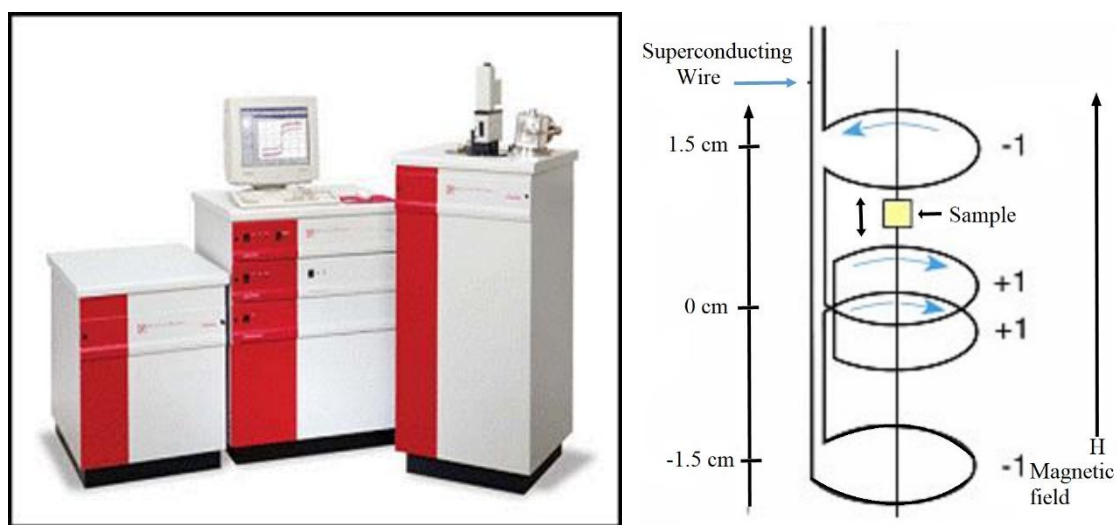 Superconducting
Wire
1.5 cm
-1
Sample
+1
0 cm
+1
-1.5 cm
-1
H
Magnetic
field